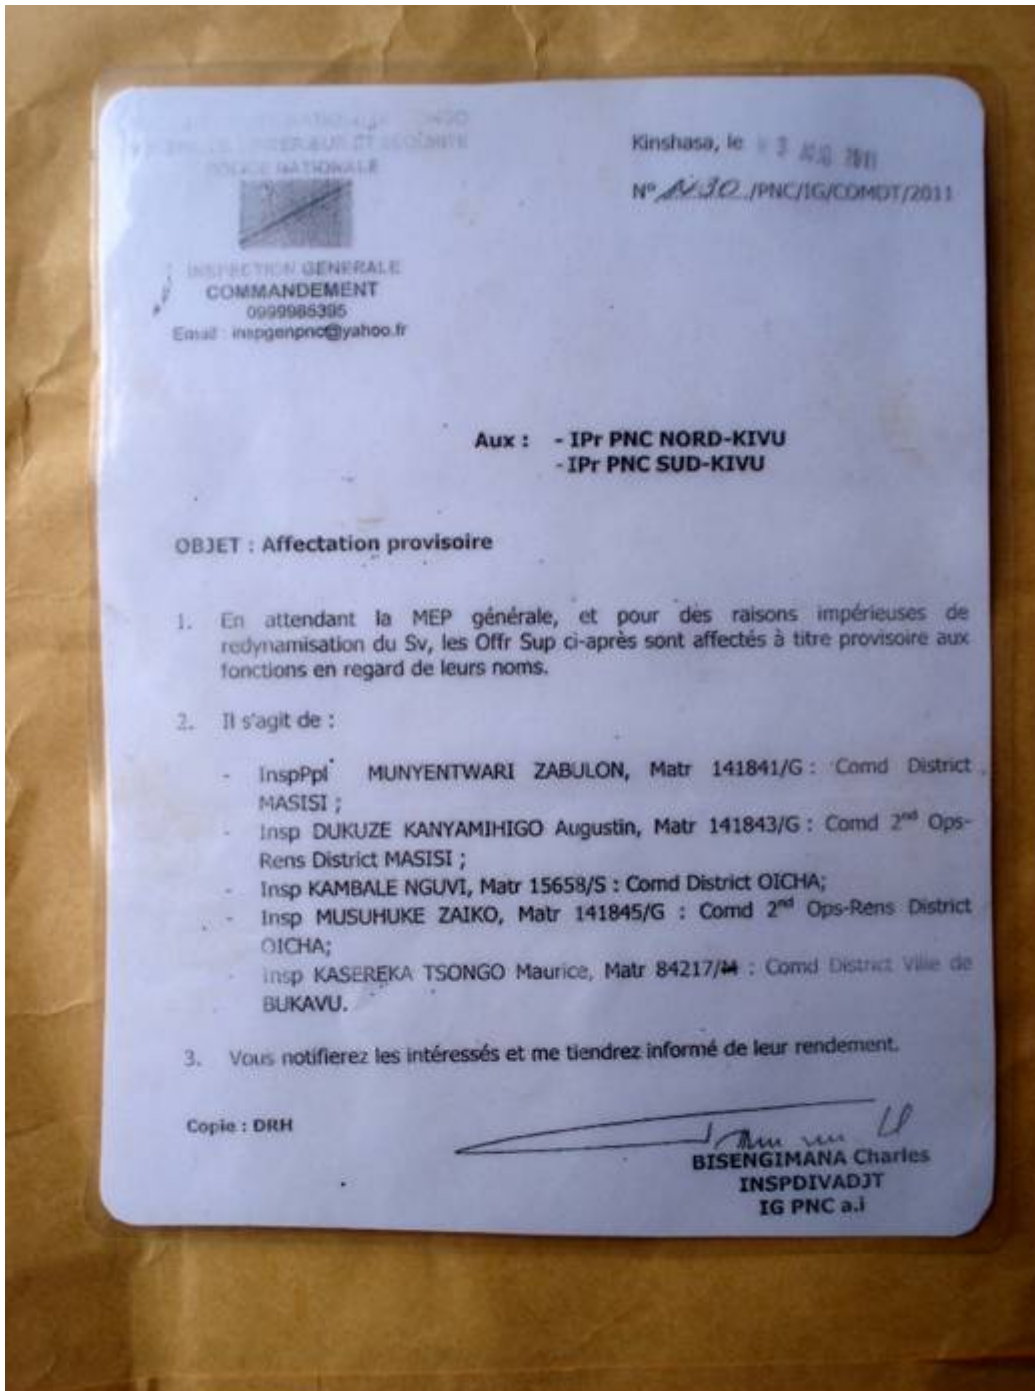 POLICE NATIONALE
INSPECTION GENERALE
COMMANDEMENT
0999985395
Email : inspgenpnc@yahoo.fr
Kinshasa, le 3 2011
Nº /PNC/IG/COMDT/2011
Aux : - IPr PNC NORD-KIVU
- IPr PNC SUD-KIVU
OBJET : Affectation provisoire
1. En attendant la MEP générale, et pour des raisons impérieuses de
redynamisation du Sv, les Offr Sup ci-après sont affectés à titre provisoire aux
fonctions en regard de leurs noms.
2. Il s'agit de :
- InspPpl MUNYENTWARI ZABULON, Matr 141841/G : Comd District
MASISI ;
- Insp DUKUZE KANYAMIHIGO Augustin, Matr 141843/G : Comd 2nd Ops-
Rens District MASISI ;
- Insp KAMBALE NGUVI, Matr 15658/S : Comd District OICHA;
- Insp MUSUHUKE ZAIKO, Matr 141845/G : Comd 2nd Ops-Rens District
OICHA;
- Insp KASEREKA TSONGO Maurice, Matr 84217/M : Comd District Ville de
BUKAVU.
3. Vous notifierez les intéressés et me tiendrez informé de leur rendement.
Copie : DRH
BISENGIMANA Charles
INSPDIVADJT
IG PNC a.i